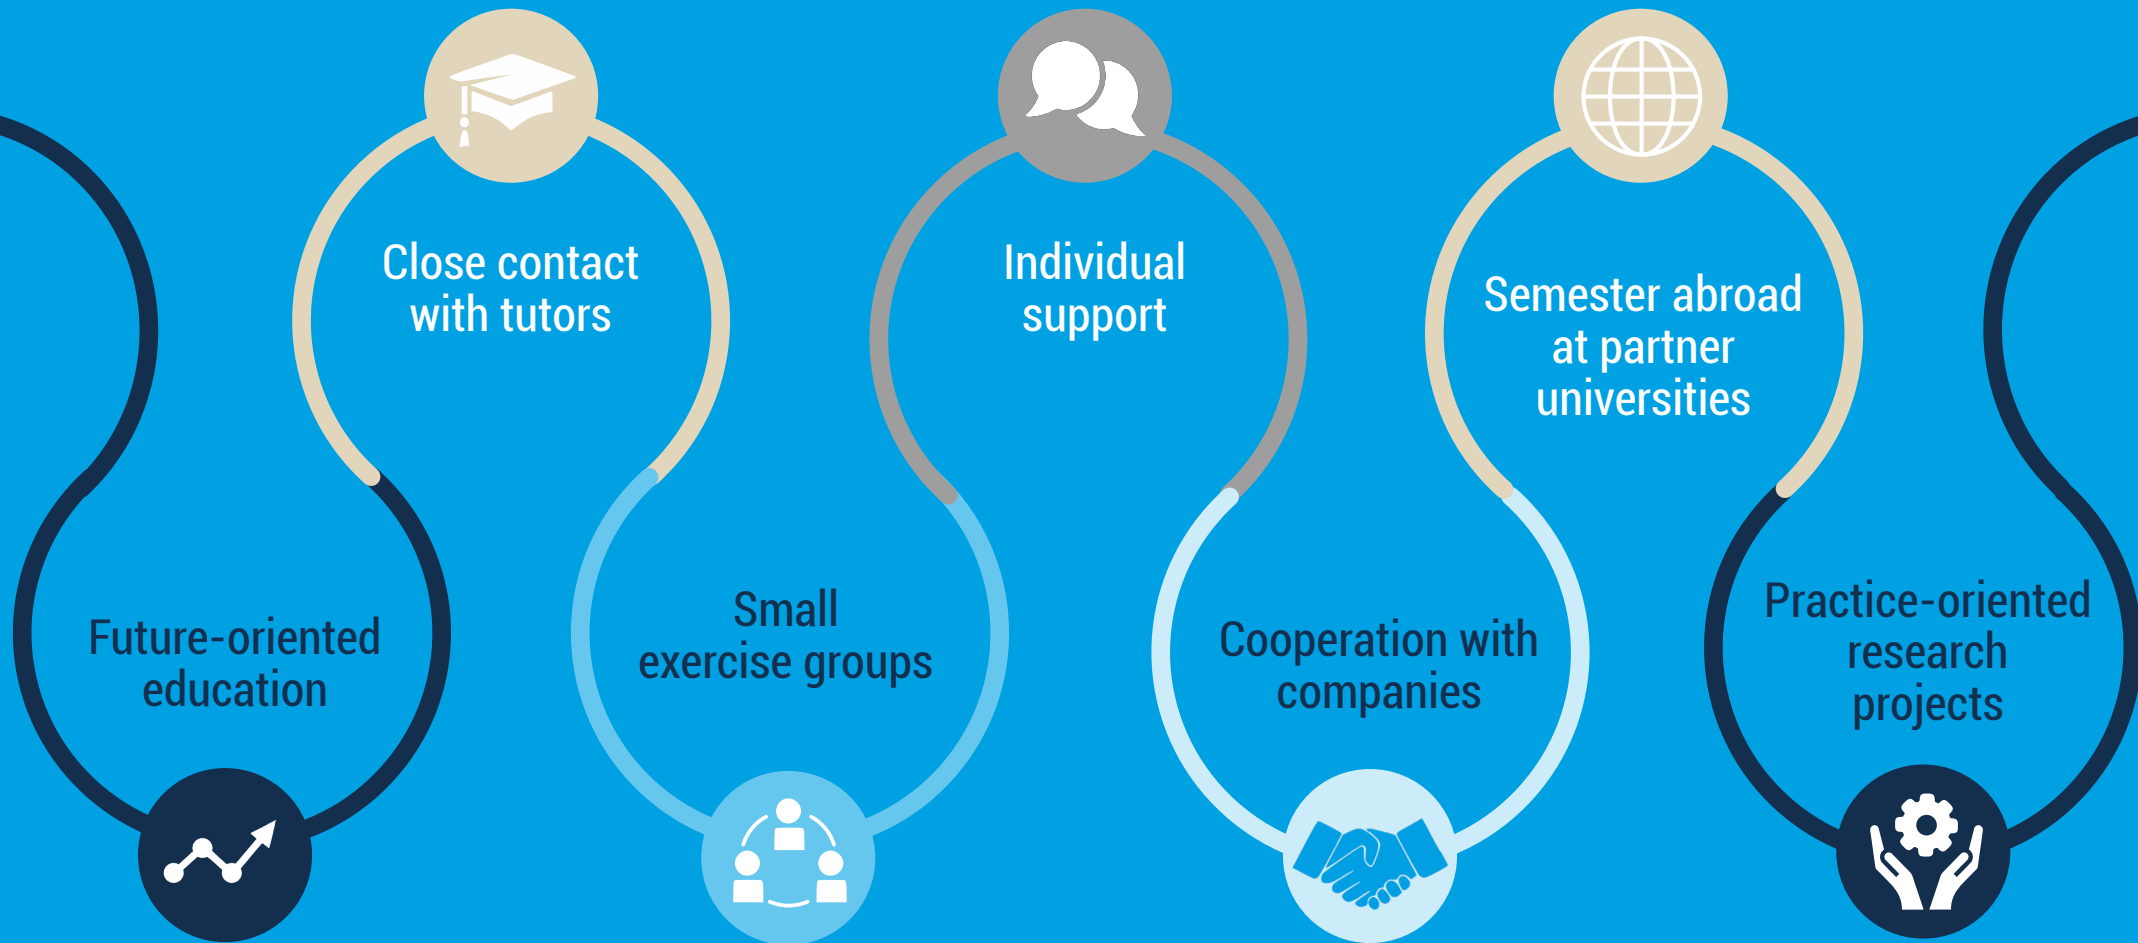 Future-oriented
education
Close contact
with tutors
Small
exercise groups
Individual
support
Cooperation with
companies
Semester abroad
at partner
universities
Practice-oriented
research
projects